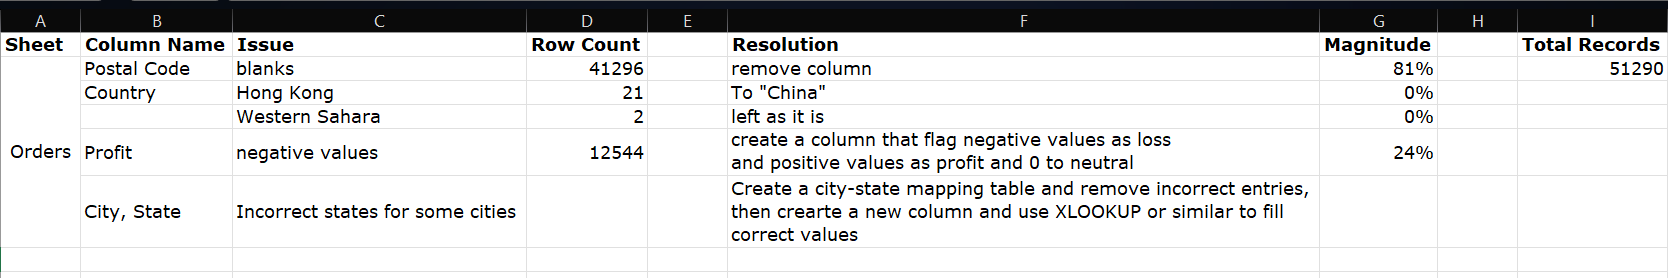 A B C D E F G H I
Sheet Column Name Issue Row Count Resolution Magnitude Total Records
Postal Code blanks 41296 remove column 81% 51290
Country Hong Kong 21 To "China" 0%
Western Sahara 2 left as it is 0%
Orders Profit negative values 12544 create a column that flag negative values as loss
and positive values as profit and 0 to neutral 24%
City, State Incorrect states for some cities Create a city-state mapping table and remove incorrect entries,
then crearte a new column and use XLOOKUP or similar to fill
correct values